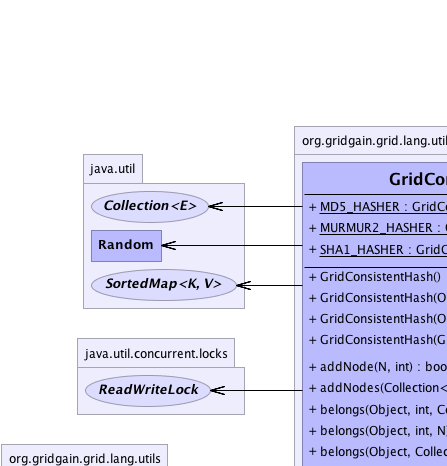 org.gridgain.grid.lang.util
java.util
GridCo
Collection<E>
+ MD5_HASHER : GridCo
+ MURMUR2_HASHER :
Random
+ SHA1_HASHER : GridC
SortedMap<K, V>
+ GridConsistentHash()
+ GridConsistentHash(O
+ GridConsistentHash(O
+ GridConsistentHash(G
java.util.concurrent.locks
+ addNode(N, int) : boo
ReadWriteLock
+ addNodes(Collection<
+ belongs(Object, int, Co
+ belongs(Object, int, N)
+ belongs(Object, Collec
org.gridgain.grid.lang.utils